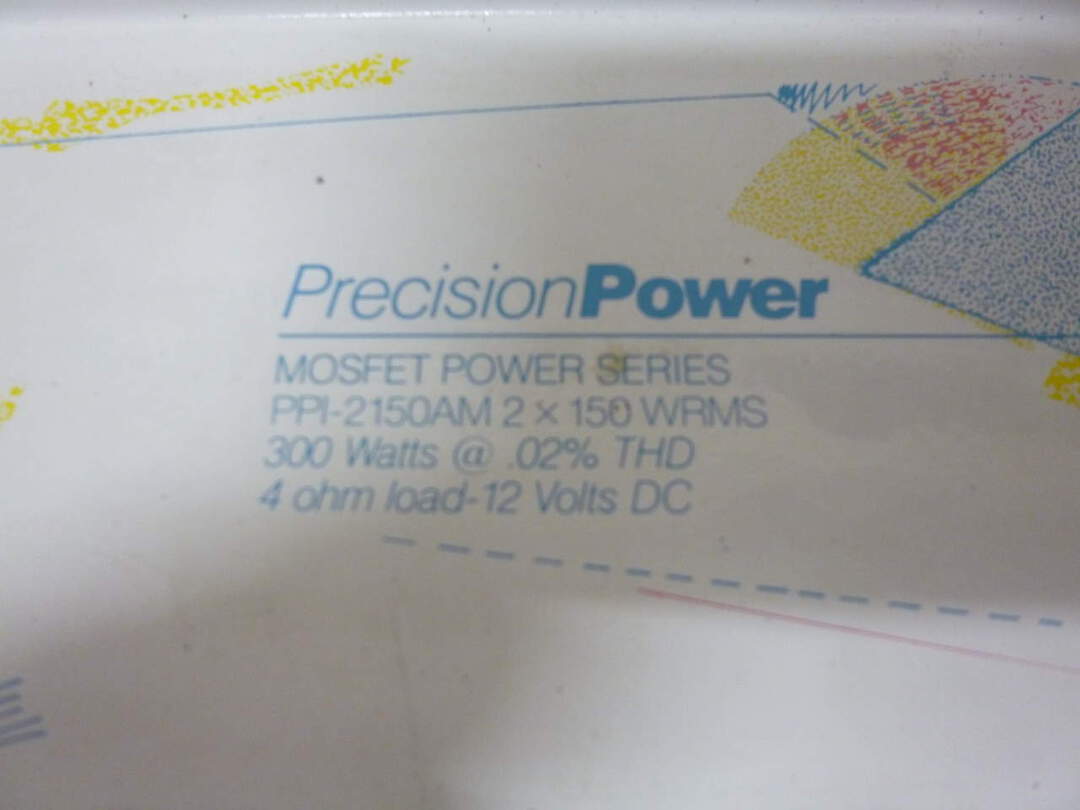 PrecisionPower
MOSFET POWER SERIES
PPI-2150AM 2 × 150 WRMS
300 Watts @ .02% THD
4 ohm load-12 Volts DC